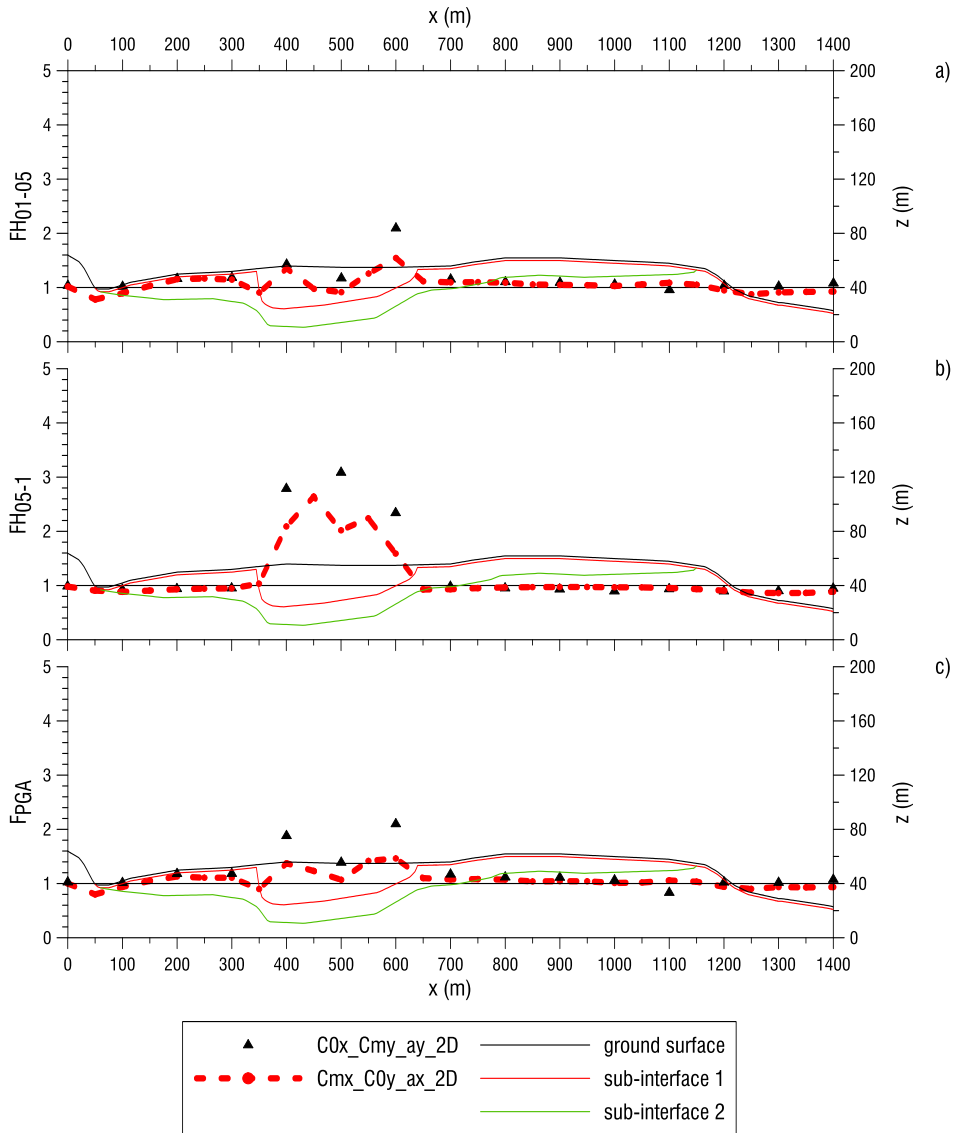 x (m)
0 100 200 300 400 500 600 700 800 900 1000 1100 1200 1300 1400
5 200 a)
4 160
3 120
2 80
1 40
0 0
FH01-05
z (m)
5 200 b)
4 160
3 120
2 80
1 40
0 0
FH05-1
z (m)
5 200 c)
4 160
3 120
2 80
1 40
0 0
FPGA
z (m)
0 100 200 300 400 500 600 700 800 900 1000 1100 1200 1300 1400
x (m)
C0x_Cmy_ay_2D ground surface
Cmx_C0y_ax_2D sub-interface 1
sub-interface 2